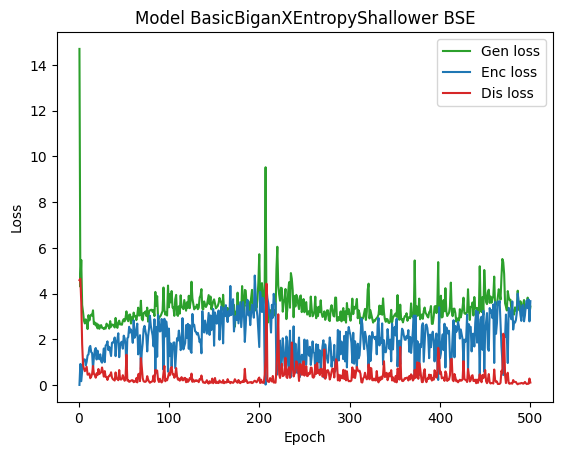 Model BasicBiganXEntropyShallower BSE
Gen loss
Enc loss
Dis loss
14
12
10
8
6
4
2
0
Loss
0 100 200 300 400 500
Epoch